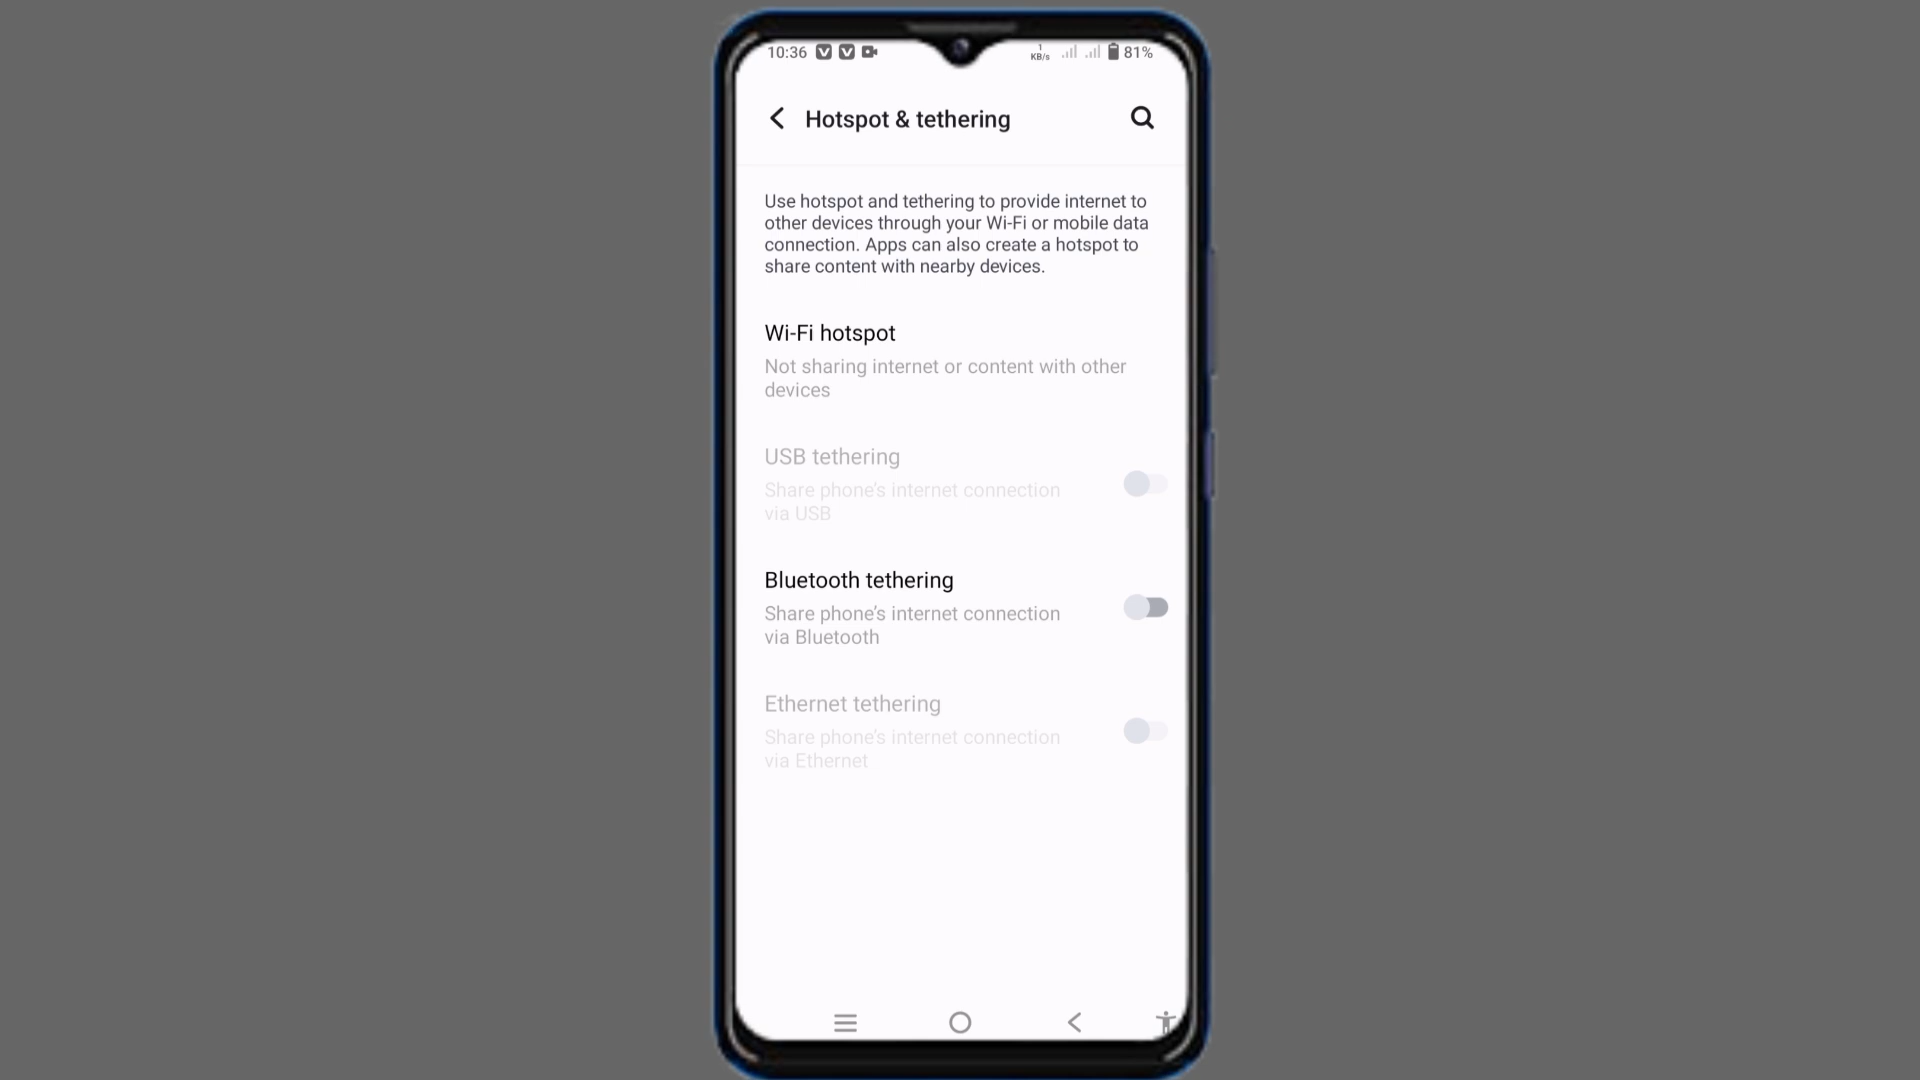 10:36
1
KB/s
81%
Hotspot & tethering
Use hotspot and tethering to provide internet to
other devices through your Wi-Fi or mobile data
connection. Apps can also create a hotspot to
share content with nearby devices.
Wi-Fi hotspot
Not sharing internet or content with other
devices
USB tethering
Share phone’s internet connection
via USB
Bluetooth tethering
Share phone’s internet connection
via Bluetooth
Ethernet tethering
Share phone’s internet connection
via Ethernet